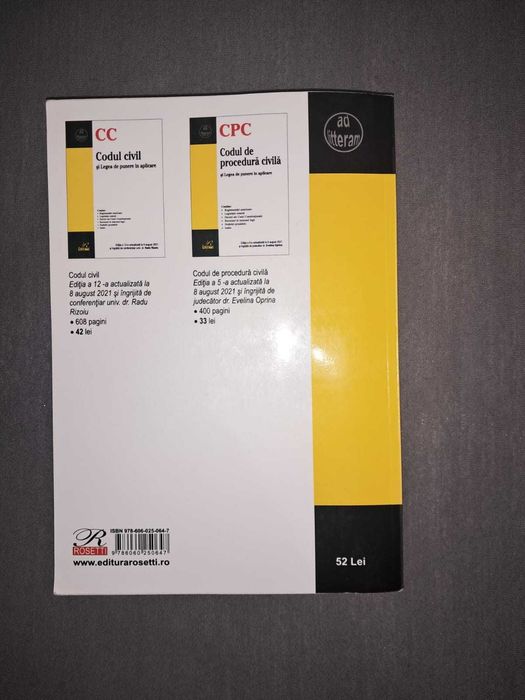 ad
litteram
CC
Codul civil
și Legea de punere în aplicare
CPC
Codul de
procedură civilă
și Legea de punere în aplicare
Codul civil
Ediția a 12 -a actualizată la
8 august 2021 și îngrijită de
conferențiar univ. dr. Radu
Rizoiu
• 608 pagini
• 42 lei
Codul de procedură civilă
Ediția a 5 -a actualizată la
8 august 2021 și îngrijită de
judecător dr. Evelina Oprina
• 400 pagini
• 33 lei
R
ROSETTI
ISBN 978-606-025-064-7
9 786060 250647
www.editurarosetti.ro
52 Lei